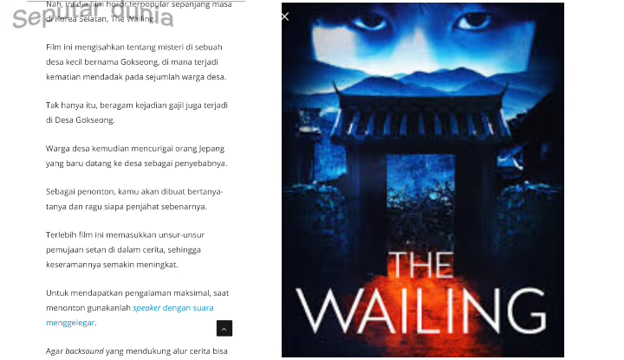 Nah, ini dia film horor terpopuler sepanjang masa
di Korea Selatan, The Wailing.
Seputar Dunia
Film ini mengisahkan tentang misteri di sebuah
desa kecil bernama Gokseong, di mana terjadi
kematian mendadak pada sejumlah warga desa.
Tak hanya itu, beragam kejadian gajil juga terjadi
di Desa Gokseong.
Warga desa kemudian mencurigai orang Jepang
yang baru datang ke desa sebagai penyebabnya.
Sebagai penonton, kamu akan dibuat bertanya-
tanya dan ragu siapa penjahat sebenarnya.
Terlebih film ini memasukkan unsur-unsur
pemujaan setan di dalam cerita, sehingga
keseramannya semakin meningkat.
Untuk mendapatkan pengalaman maksimal, saat
menonton gunakanlah speaker dengan suara
menggelegar.
Agar backsound yang mendukung alur cerita bisa
THE
WAILING